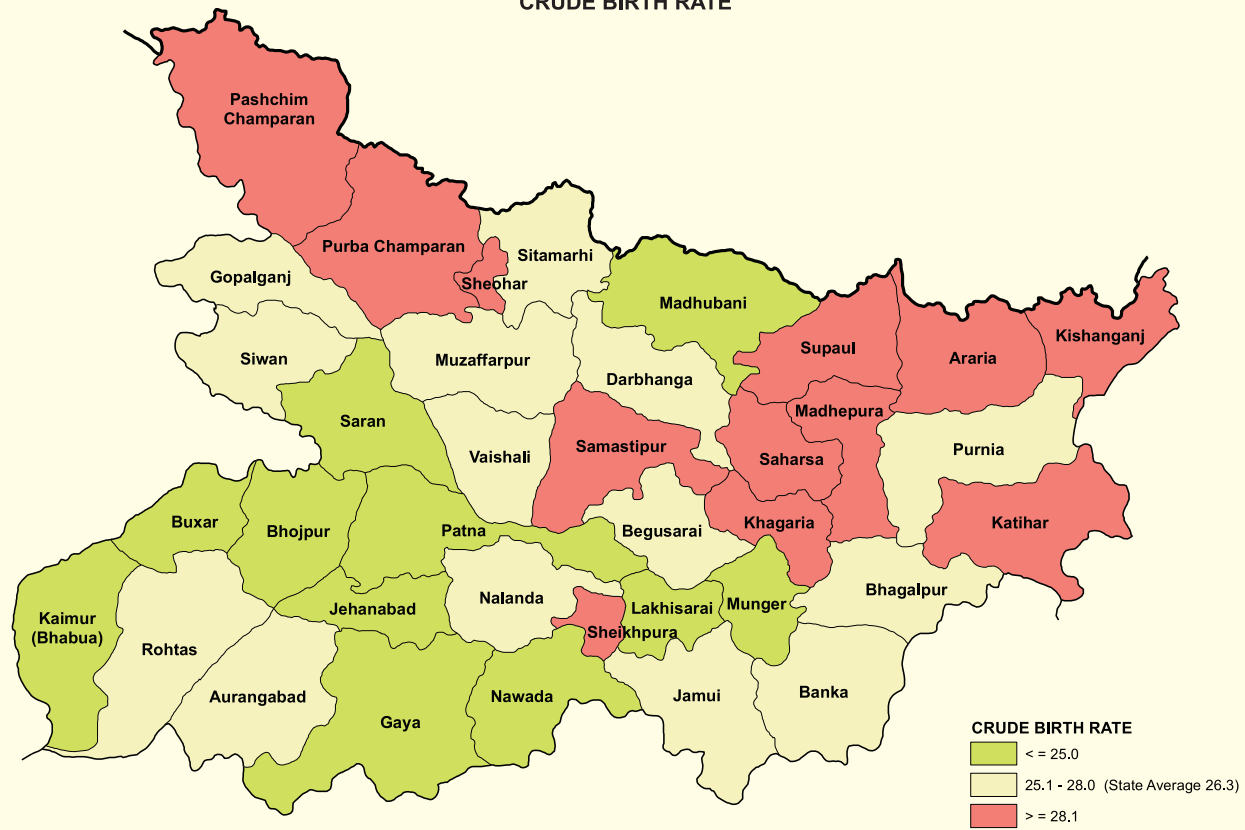 CRUDE BIRTH RATE
Pashchim
Champaran
Purba Champaran
Sheohar
Sitamarhi
Gopalganj
Madhubani
Siwan
Muzaffarpur
Darbhanga
Supaul
Araria
Kishanganj
Saran
Vaishali
Samastipur
Madhepura
Saharsa
Purnia
Buxar
Bhojpur
Patna
Begusarai
Khagaria
Katihar
Kaimur
(Bhabua)
Rohtas
Jehanabad
Nalanda
Sheikhpura
Lakhisarai
Munger
Bhagalpur
Aurangabad
Gaya
Nawada
Jamui
Banka
CRUDE BIRTH RATE
< = 25.0
25.1 - 28.0 (State Average 26.3)
> = 28.1